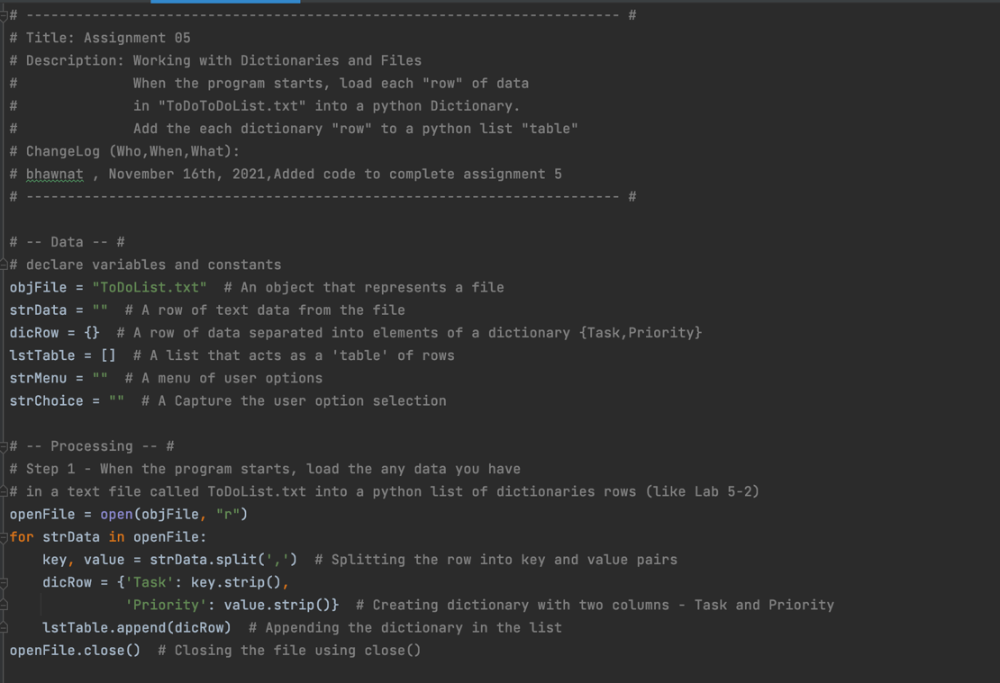 # ------------------------------------------------------------------------ #
# Title: Assignment 05
# Description: Working with Dictionaries and Files
#              When the program starts, load each "row" of data
#              in "ToDoToDoList.txt" into a python Dictionary.
#              Add the each dictionary "row" to a python list "table"
# ChangeLog (Who,When,What):
# bhawnat , November 16th, 2021,Added code to complete assignment 5
# ------------------------------------------------------------------------ #

# -- Data -- #
# declare variables and constants
objFile = "ToDoList.txt"  # An object that represents a file
strData = ""  # A row of text data from the file
dicRow = {}  # A row of data separated into elements of a dictionary {Task,Priority}
lstTable = []  # A list that acts as a 'table' of rows
strMenu = ""  # A menu of user options
strChoice = ""  # A Capture the user option selection

# -- Processing -- #
# Step 1 - When the program starts, load the any data you have
# in a text file called ToDoList.txt into a python list of dictionaries rows (like Lab 5-2)
openFile = open(objFile, "r")
for strData in openFile:
    key, value = strData.split(',')  # Splitting the row into key and value pairs
    dicRow = {'Task': key.strip(),
              'Priority': value.strip()}  # Creating dictionary with two columns - Task and Priority
    lstTable.append(dicRow)  # Appending the dictionary in the list
openFile.close()  # Closing the file using close()